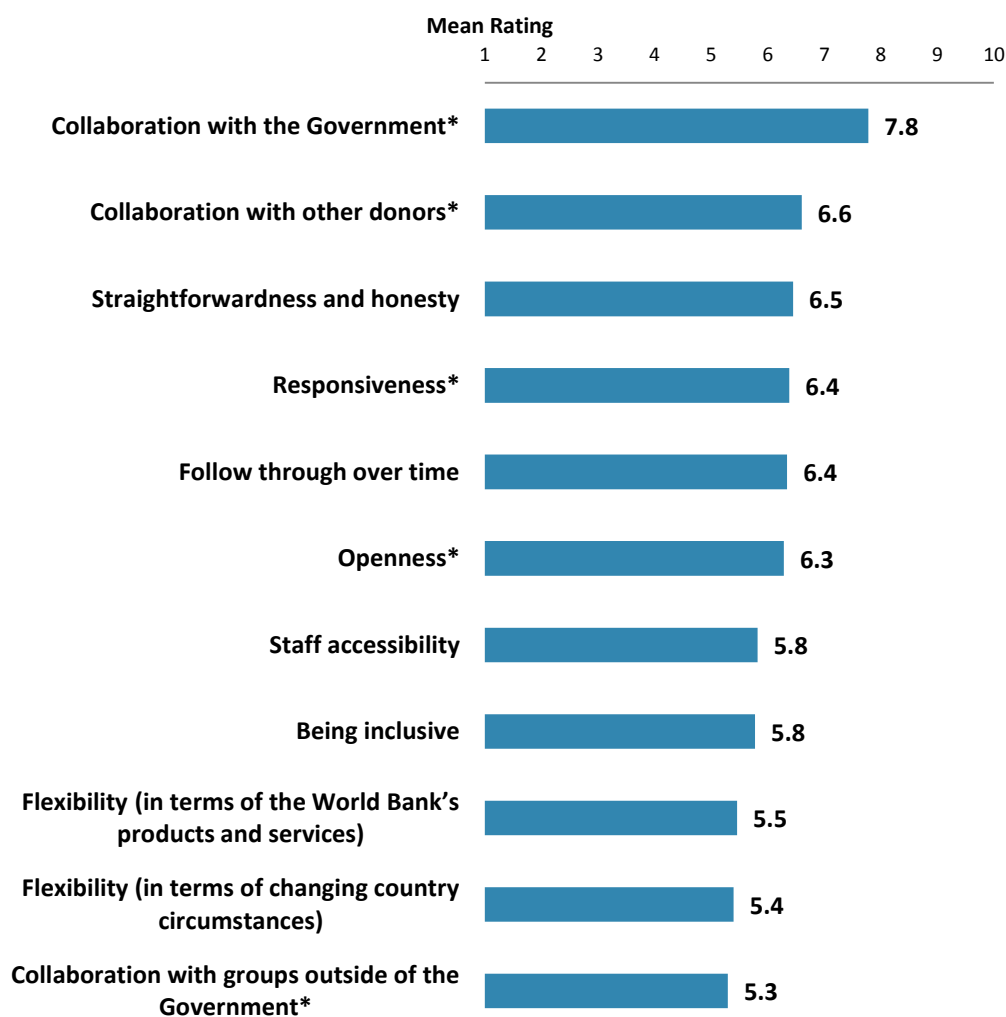 Mean Rating
1 2 3 4 5 6 7 8 9 10
Collaboration with the Government* 7.8
Collaboration with other donors* 6.6
Straightforwardness and honesty 6.5
Responsiveness* 6.4
Follow through over time 6.4
Openness* 6.3
Staff accessibility 5.8
Being inclusive 5.8
Flexibility (in terms of the World Bank’s
products and services) 5.5
Flexibility (in terms of changing country
circumstances) 5.4
Collaboration with groups outside of the
Government* 5.3